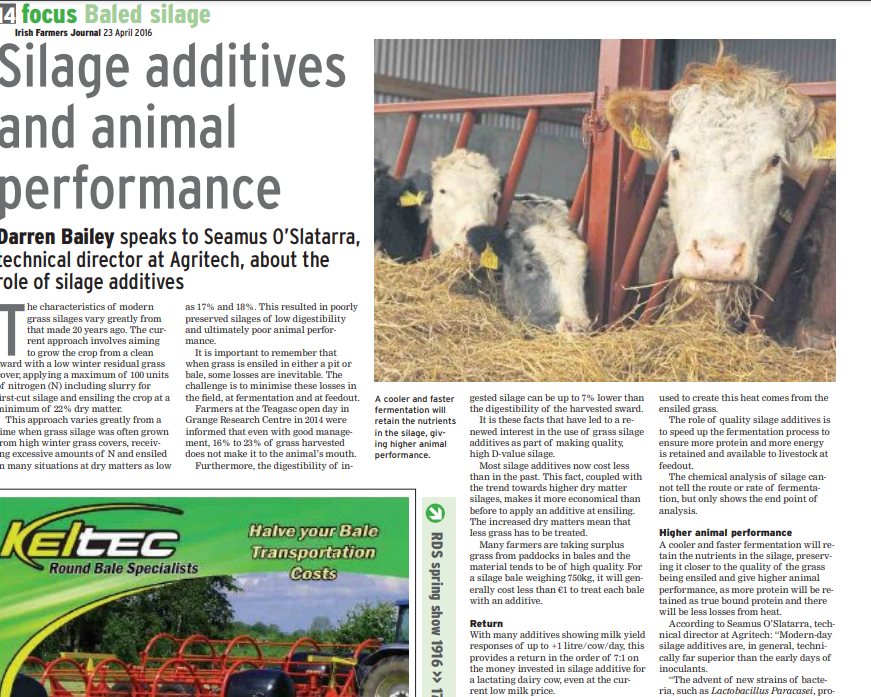 14 focus Baled silage
Irish Farmers Journal 23 April 2016
Silage additives
and animal
performance
Darren Bailey speaks to Seamus O'Slatarra,
technical director at Agritech, about the
role of silage additives
The characteristics of modern
grass silages vary greatly from
that made 20 years ago. The cur-
rent approach involves aiming
to grow the crop from a clean
ward with a low winter residual grass
over, applying a maximum of 100 units
of nitrogen (N) including slurry for
irst-cut silage and ensiling the crop at a
minimum of 22% dry matter.
This approach varies greatly from a
ime when grass silage was often grown
rom high winter grass covers, receiv-
ng excessive amounts of N and ensiled
n many situations at dry matters as low
as 17% and 18%. This resulted in poorly
preserved silages of low digestibility
and ultimately poor animal perfor-
mance.
It is important to remember that
when grass is ensiled in either a pit or
bale, some losses are inevitable. The
challenge is to minimise these losses in
the field, at fermentation and at feedout.
Farmers at the Teagasc open day in
Grange Research Centre in 2014 were
informed that even with good manage-
ment, 16% to 23% of grass harvested
does not make it to the animal's mouth.
Furthermore, the digestibility of in-
A cooler and faster
fermentation will
retain the nutrients
in the silage, giv-
ing higher animal
performance.
gested silage can be up to 7% lower than
the digestibility of the harvested sward.
It is these facts that have led to a re-
newed interest in the use of grass silage
additives as part of making quality,
high D-value silage.
Most silage additives now cost less
than in the past. This fact, coupled with
the trend towards higher dry matter
silages, makes it more economical than
before to apply an additive at ensiling.
The increased dry matters mean that
less grass has to be treated.
Many farmers are taking surplus
grass from paddocks in bales and the
material tends to be of high quality. For
a silage bale weighing 750kg, it will gen-
erally cost less than €1 to treat each bale
with an additive.
Return
With many additives showing milk yield
responses of up to +1 litre/cow/day, this
provides a return in the order of 7:1 on
the money invested in silage additive for
a lactating dairy cow, even at the cur-
rent low milk price.
used to create this heat comes from the
ensiled grass.
The role of quality silage additives is
to speed up the fermentation process to
ensure more protein and more energy
is retained and available to livestock at
feedout.
The chemical analysis of silage can-
not tell the route or rate of fermenta-
tion, but only shows the end point of
analysis.
Higher animal performance
A cooler and faster fermentation will re-
tain the nutrients in the silage, preserv-
ing it closer to the quality of the grass
being ensiled and give higher animal
performance, as more protein will be re-
tained as true bound protein and there
will be less losses from heat.
According to Seamus O'Slatarra, tech-
nical director at Agritech: "Modern-day
silage additives are, in general, techni-
cally far superior than the early days of
inoculants.
"The advent of new strains of bacte-
ria, such as Lactobacillus Paracasei, pro-
KELTEC
Round Bale Specialists
Halve your Bale
Transportation
Costs
RDS spring show 1916 >> 17